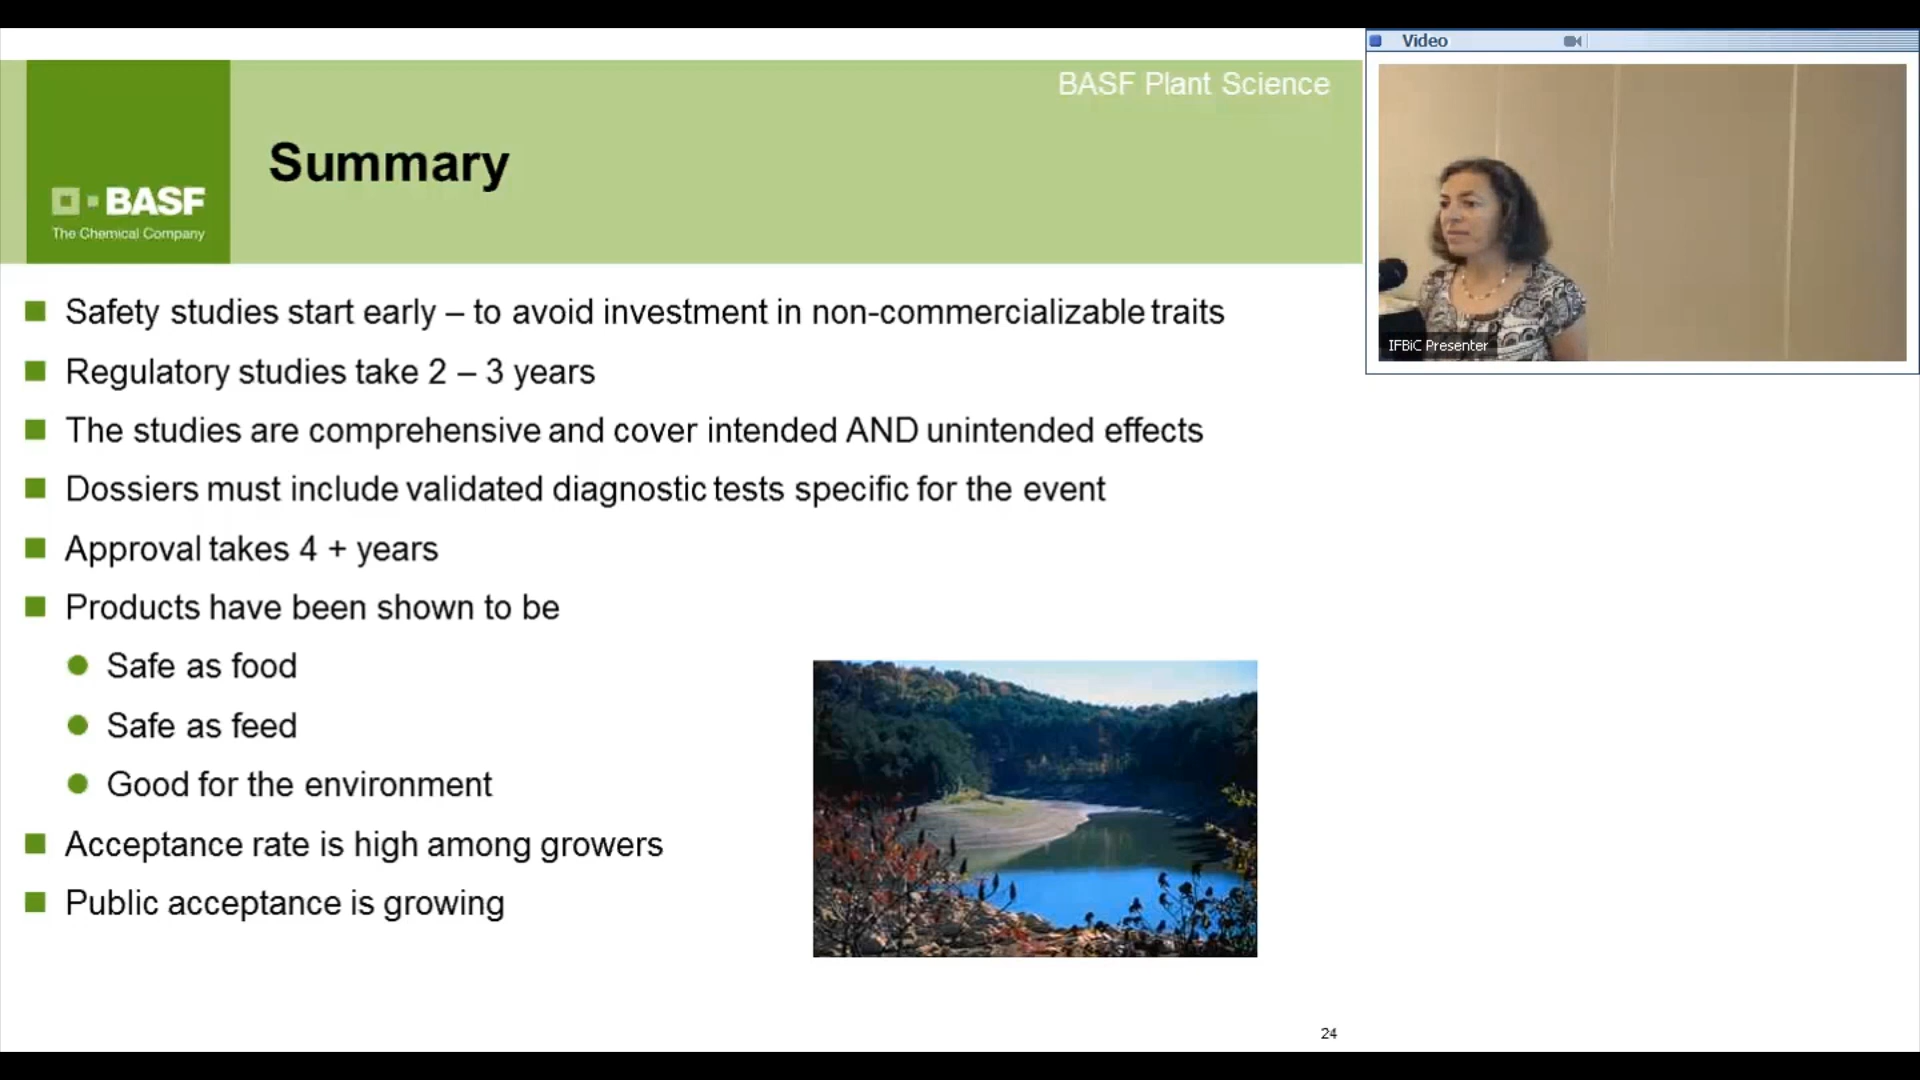 BASF Plant Science
Summary
BASF
The Chemical Company
Safety studies start early – to avoid investment in non-commercializable traits
Regulatory studies take 2 – 3 years
The studies are comprehensive and cover intended AND unintended effects
Dossiers must include validated diagnostic tests specific for the event
Approval takes 4 + years
Products have been shown to be
Safe as food
Safe as feed
Good for the environment
Acceptance rate is high among growers
Public acceptance is growing
24
Video
IFBiC Presenter